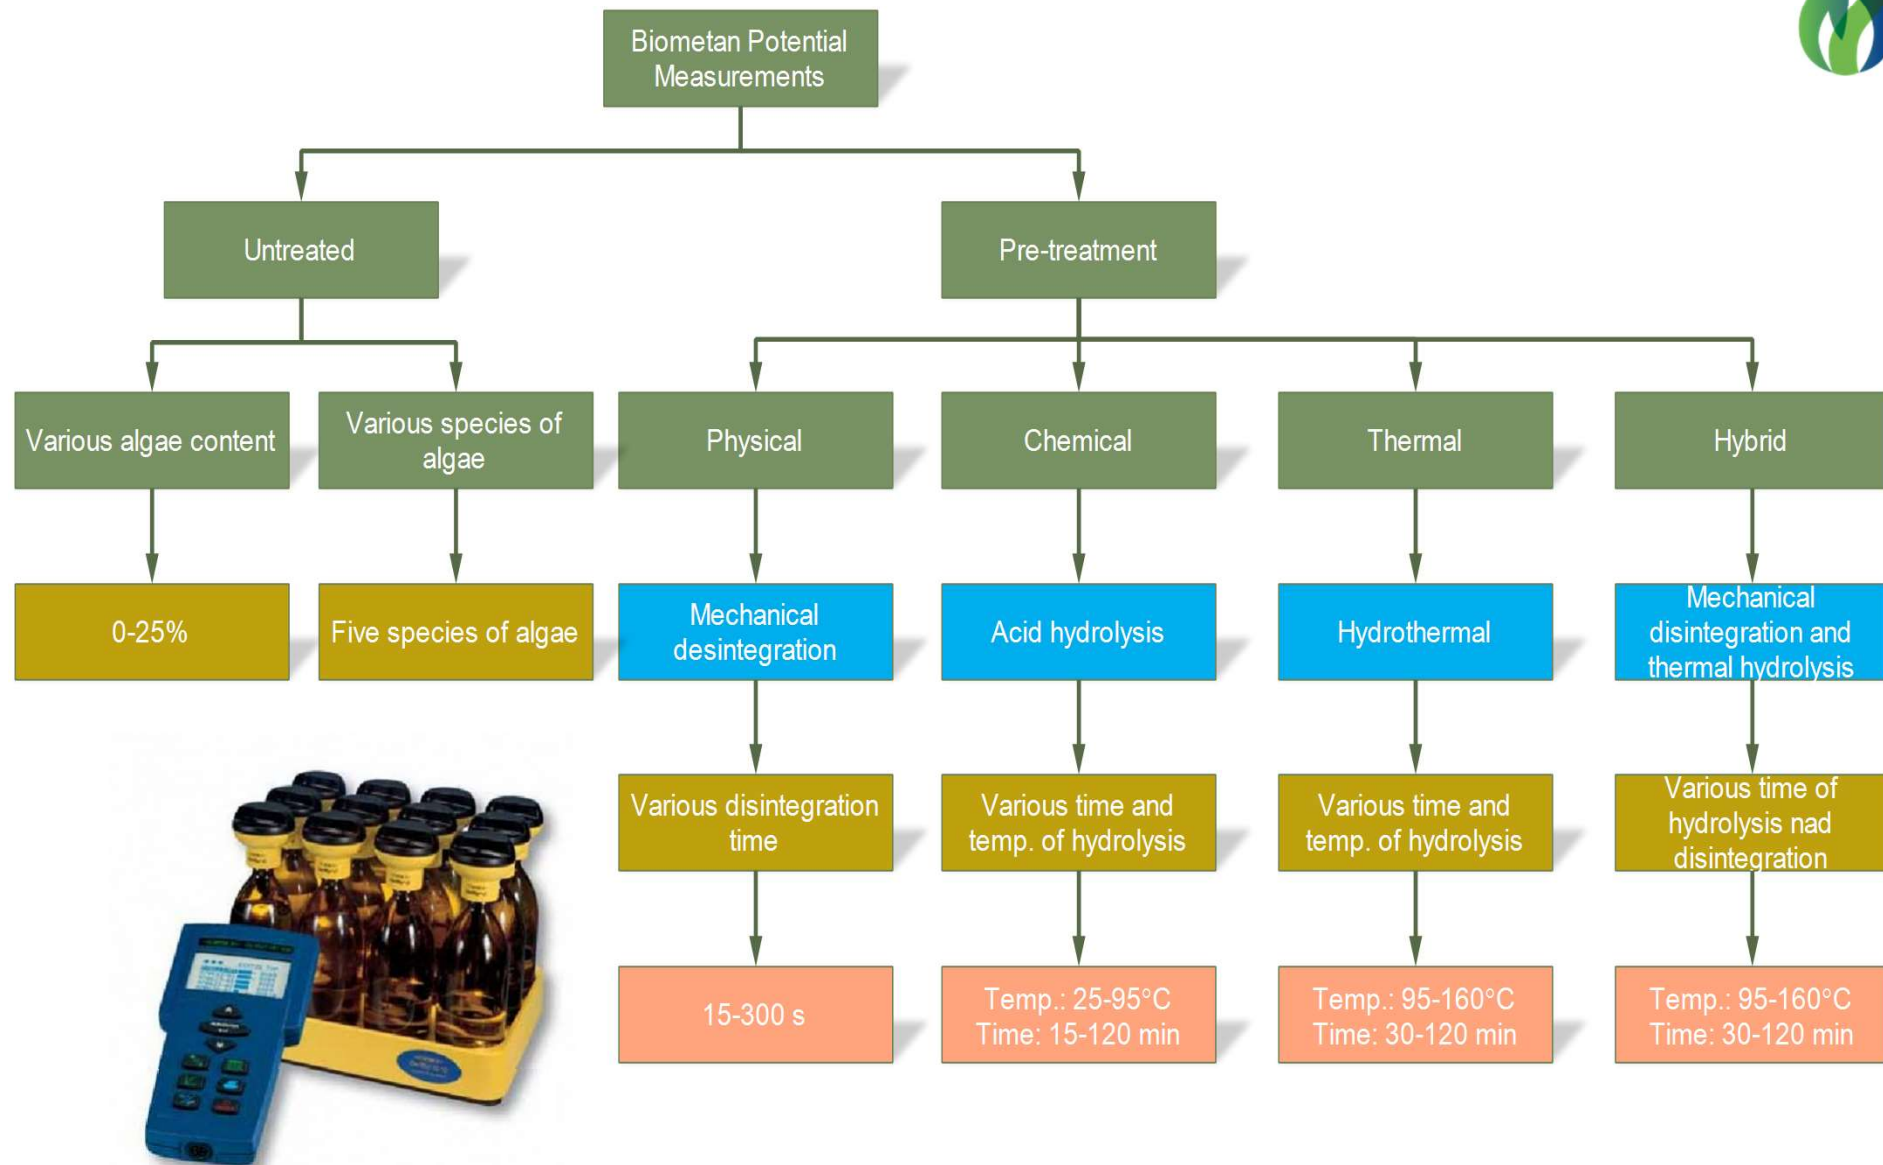 Biometan Potential
Measurements
Untreated
Pre-treatment
Various algae content
Various species of
algae
Physical
Chemical
Thermal
Hybrid
0-25%
Five species of algae
Mechanical
desintegration
Acid hydrolysis
Hydrothermal
Mechanical
disintegration and
thermal hydrolysis
Various disintegration
time
Various time and
temp. of hydrolysis
Various time and
temp. of hydrolysis
Various time of
hydrolysis nad
disintegration
15-300 s
Temp.: 25-95°C
Time: 15-120 min
Temp.: 95-160°C
Time: 30-120 min
Temp.: 95-160°C
Time: 30-120 min